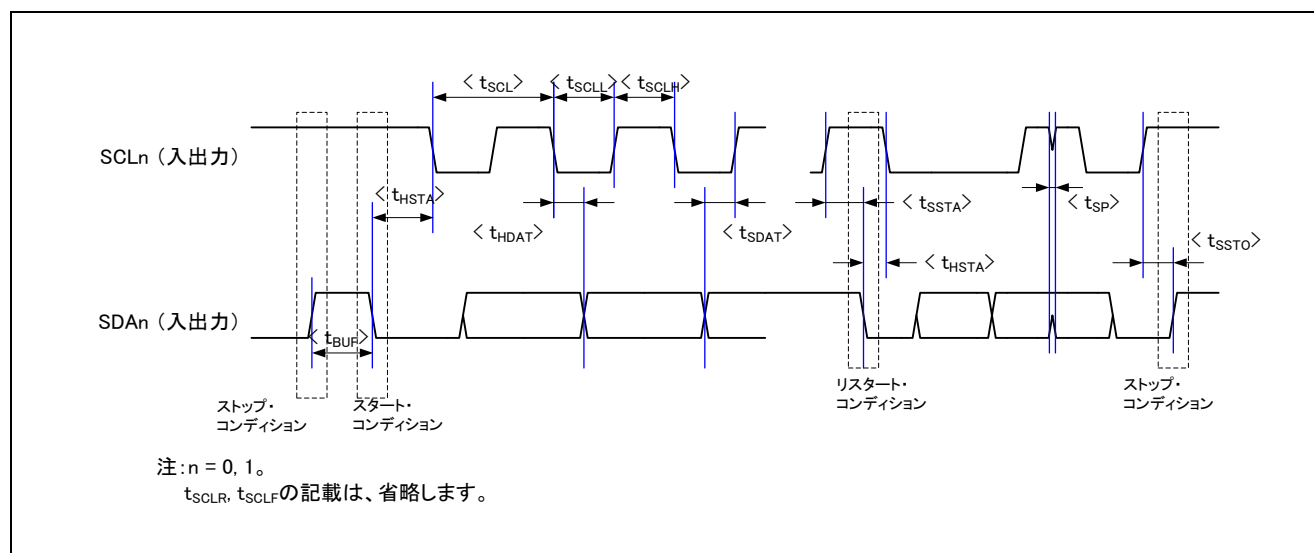 < tSCL > < tSCLL > < tSCLH >
SCLn (入出力)
< tHSTA >
< tHDAT >
< tSDAT >
< tSSTA >
< tSP >
< tHSTA >
< tSSTO >
SDAn (入出力)
< tBUF >
ストップ・
コンディション
スタート・
コンディション
リスタート・
コンディション
ストップ・
コンディション
注:n = 0, 1。
tSCLR, tSCLFの記載は、省略します。